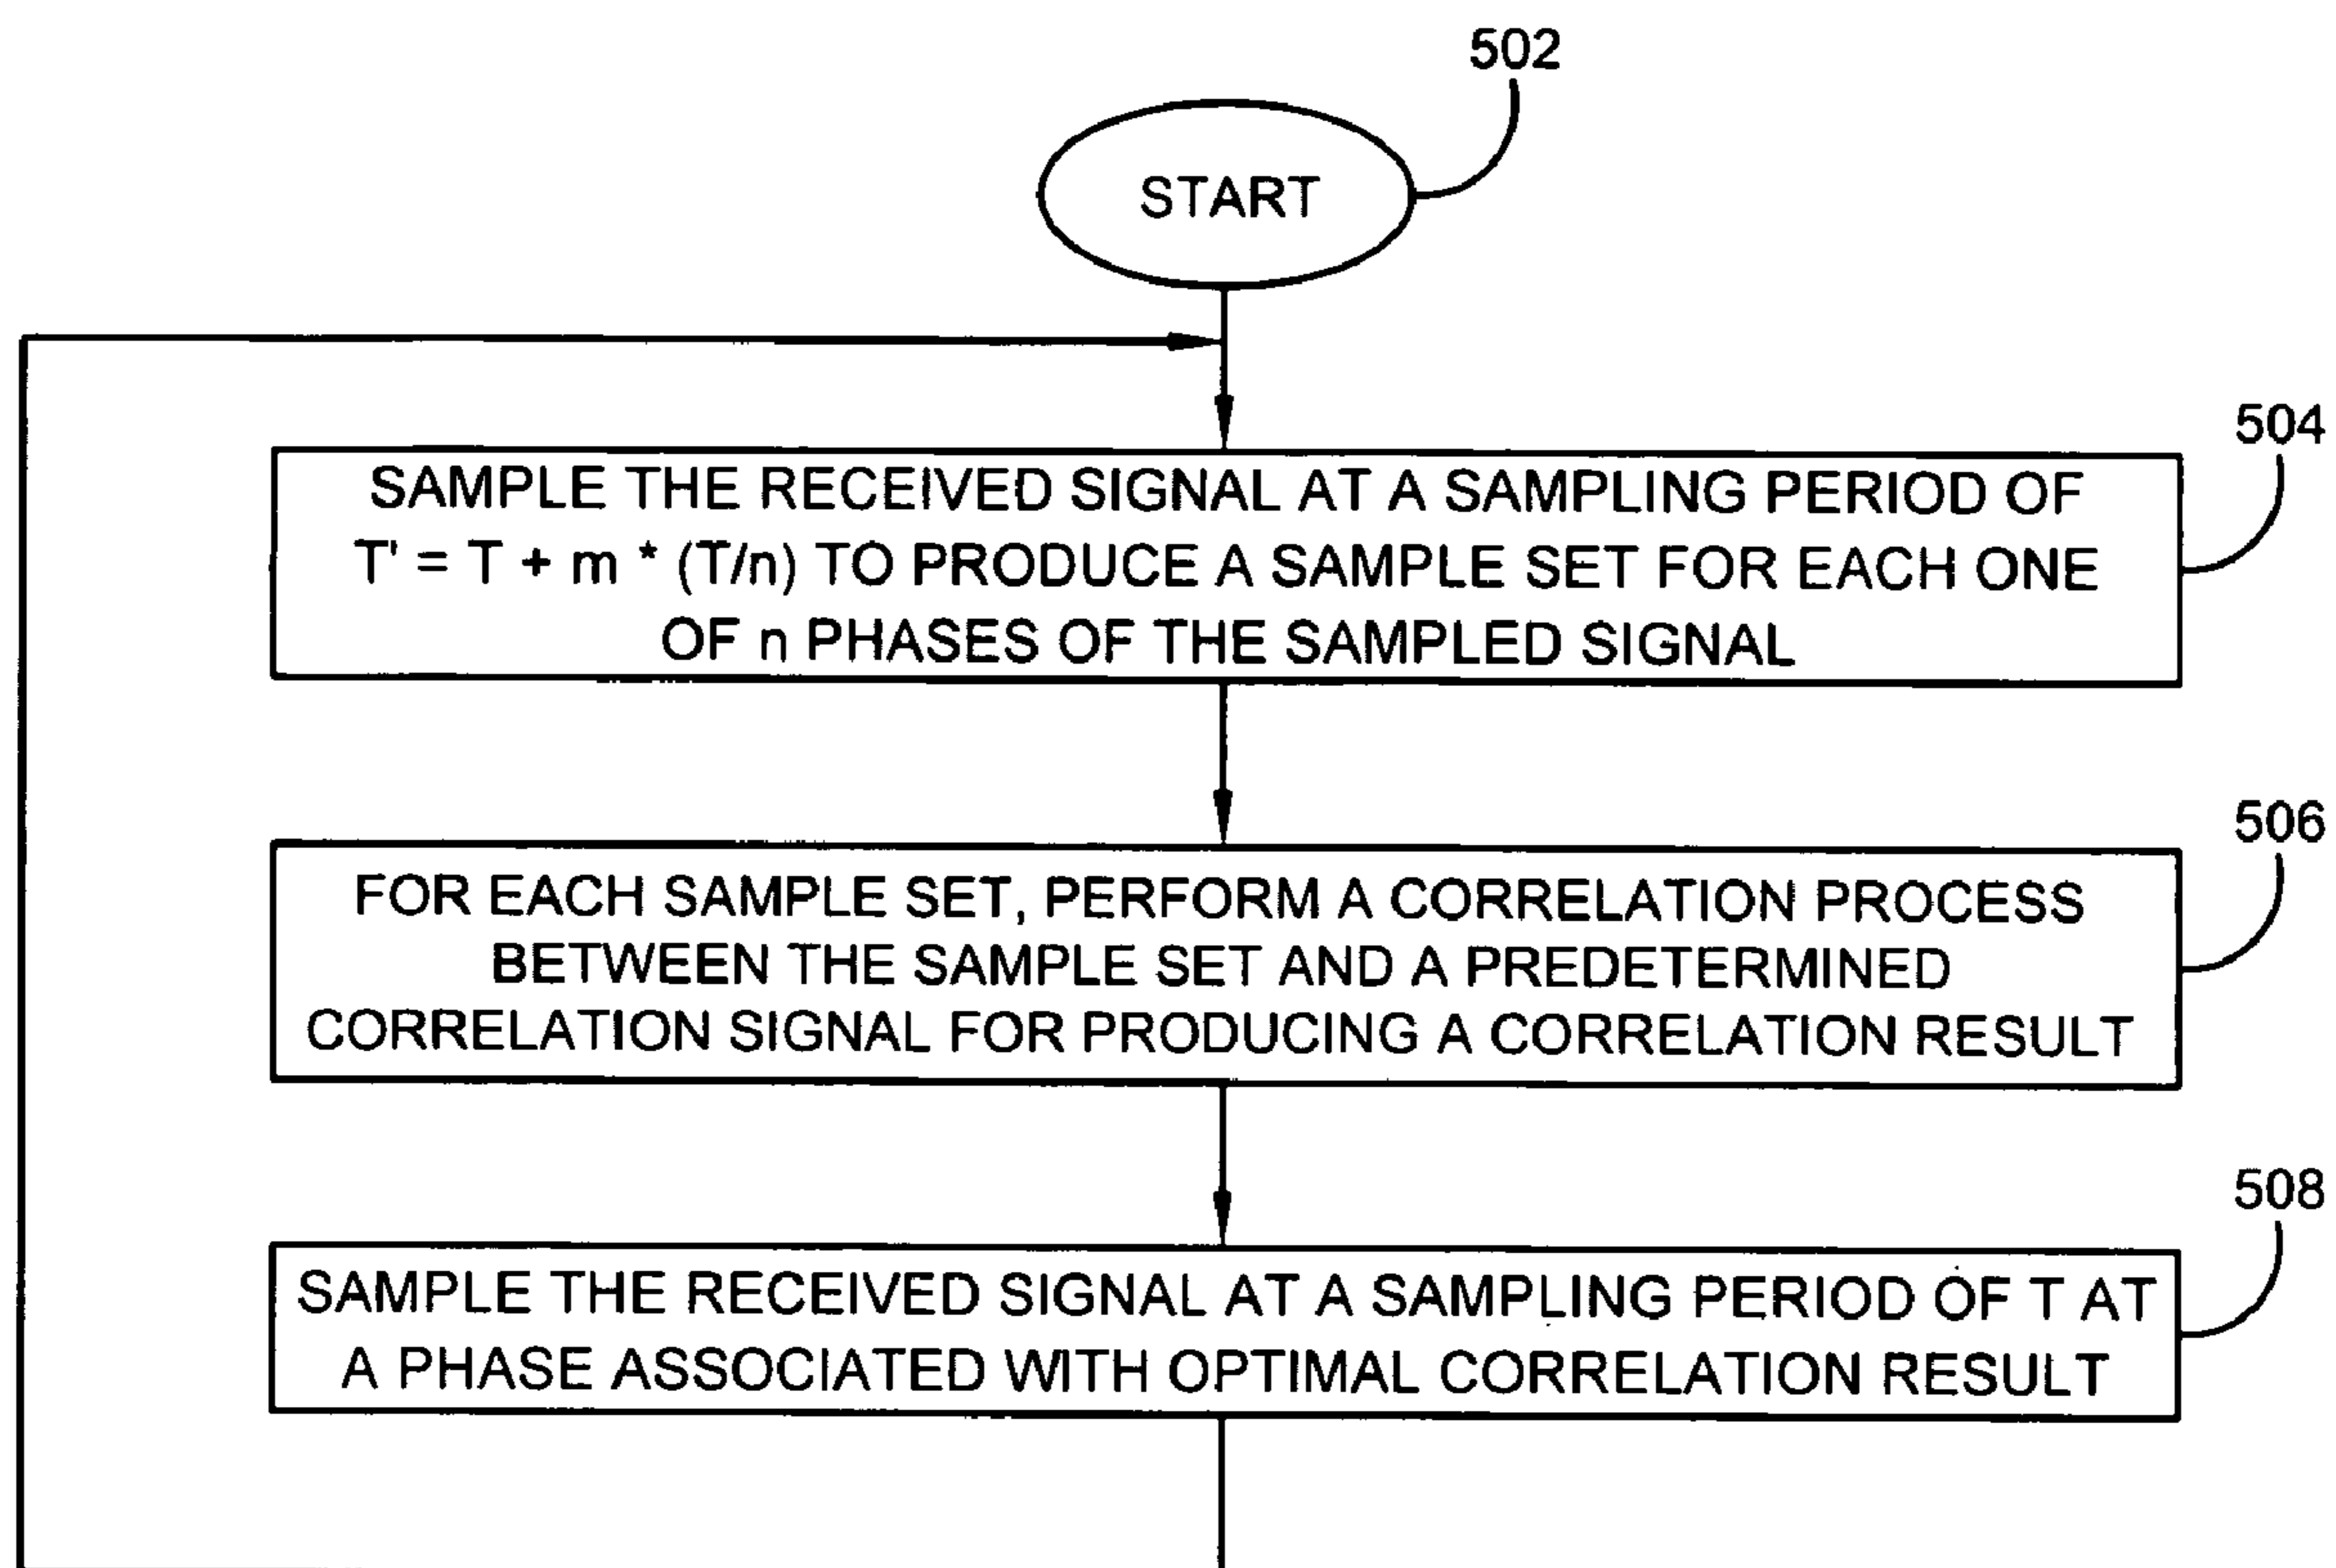 502
START
504
SAMPLE THE RECEIVED SIGNAL AT A SAMPLING PERIOD OF
T' = T + m * (T/n) TO PRODUCE A SAMPLE SET FOR EACH ONE
OF n PHASES OF THE SAMPLED SIGNAL
506
FOR EACH SAMPLE SET, PERFORM A CORRELATION PROCESS
BETWEEN THE SAMPLE SET AND A PREDETERMINED
CORRELATION SIGNAL FOR PRODUCING A CORRELATION RESULT
508
SAMPLE THE RECEIVED SIGNAL AT A SAMPLING PERIOD OF T AT
A PHASE ASSOCIATED WITH OPTIMAL CORRELATION RESULT